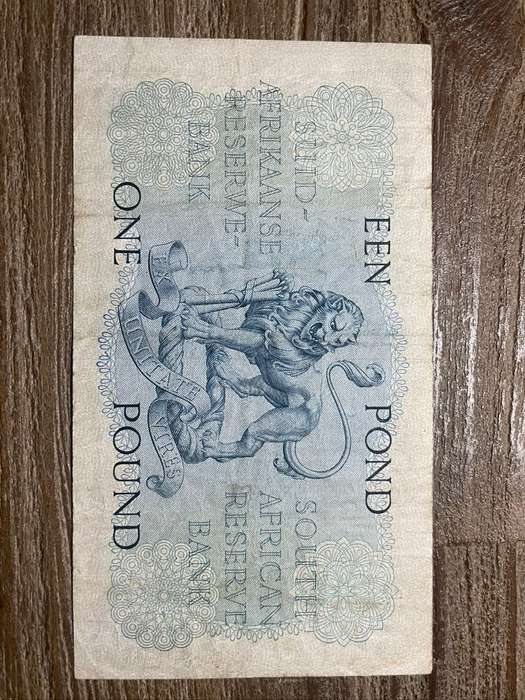 EEN POND
SUID-
AFRIKAANSE
RESERWE-
BANK
SOUTH
AFRICAN
RESERVE
BANK
EX
UNITATE
VIRES
ONE POUND